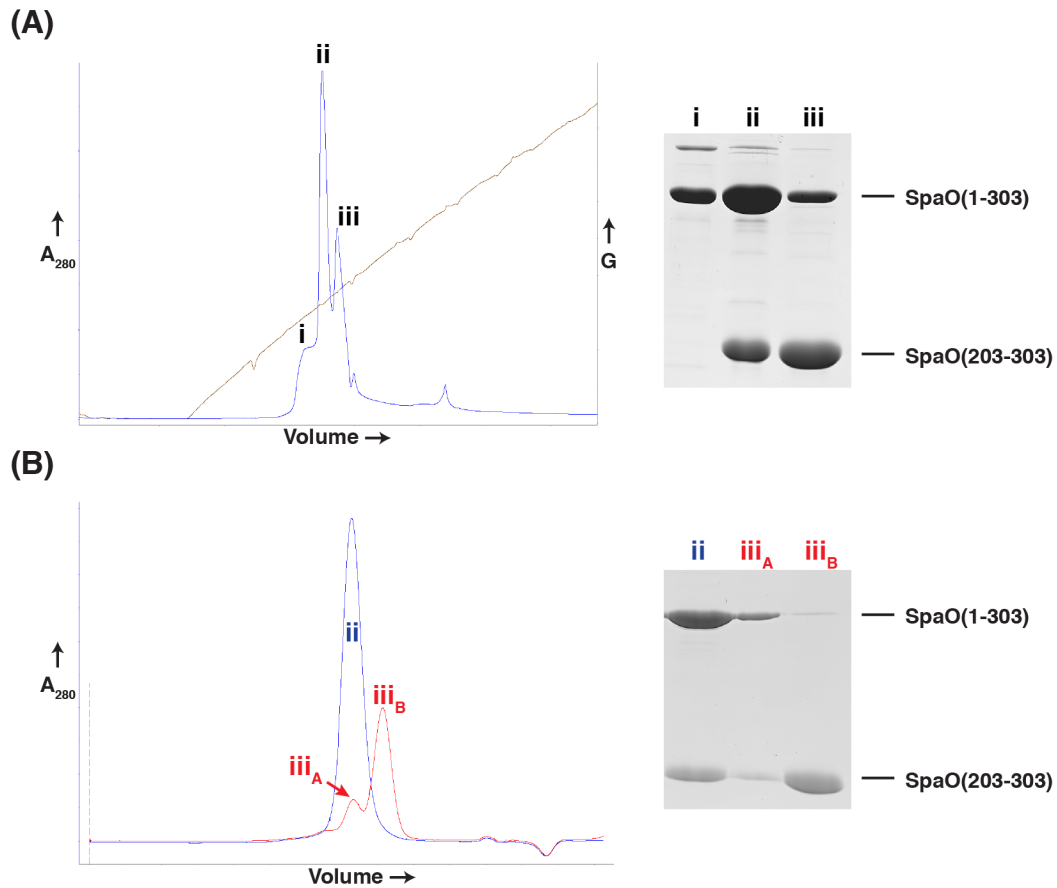 (A)
ii
iii
i
A280
G
Volume
i ii iii
SpaO(1-303)
SpaO(203-303)
(B)
ii
iiiA
iiiB
A280
Volume
ii iiiA iiiB
SpaO(1-303)
SpaO(203-303)